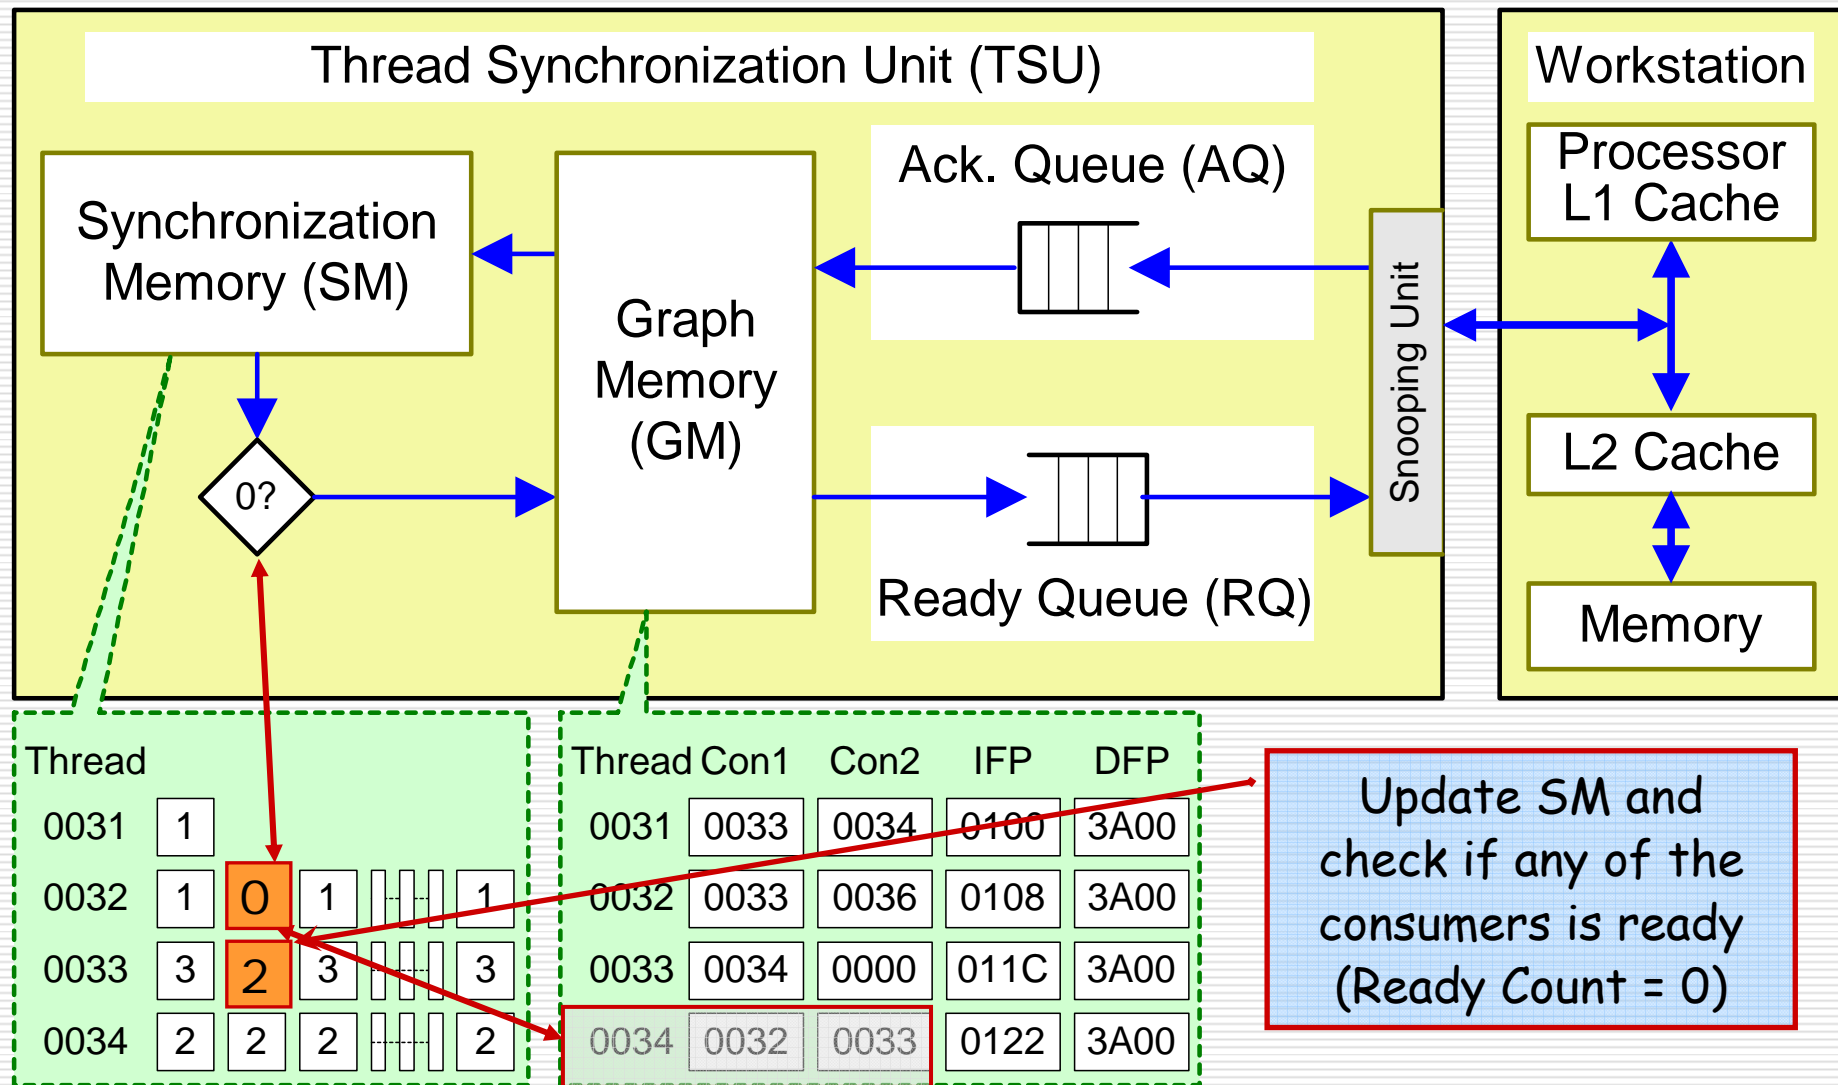 Thread Synchronization Unit (TSU)
Synchronization
Memory (SM)
0?
Graph
Memory
(GM)
Ack. Queue (AQ)
Ready Queue (RQ)
Snooping Unit
Workstation
Processor
L1 Cache
L2 Cache
Memory
Thread
0031 1
0032 1 0 1 1
0033 3 2 3 3
0034 2 2 2 2
Thread Con1 Con2 IFP DFP
0031 0033 0034 0100 3A00
0032 0033 0036 0108 3A00
0033 0034 0000 011C 3A00
0034 0032 0033 0122 3A00
Update SM and
check if any of the
consumers is ready
(Ready Count = 0)